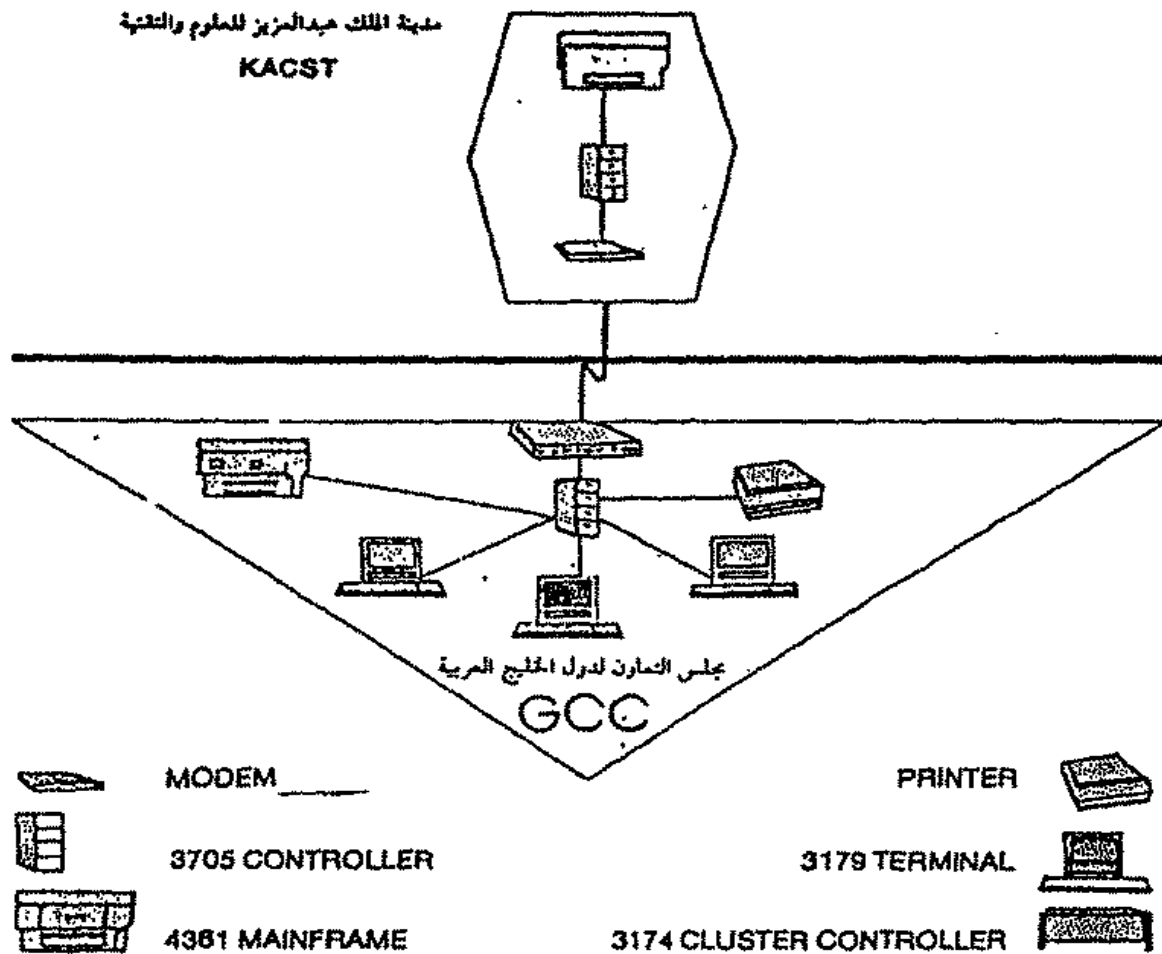 مدينة الملك عبدالعزيز للعلوم والتقنية
KACST
مجلس التعاون لدول الخليج العربية
GCC
MODEM
PRINTER
3705 CONTROLLER
3179 TERMINAL
4361 MAINFRAME
3174 CLUSTER CONTROLLER